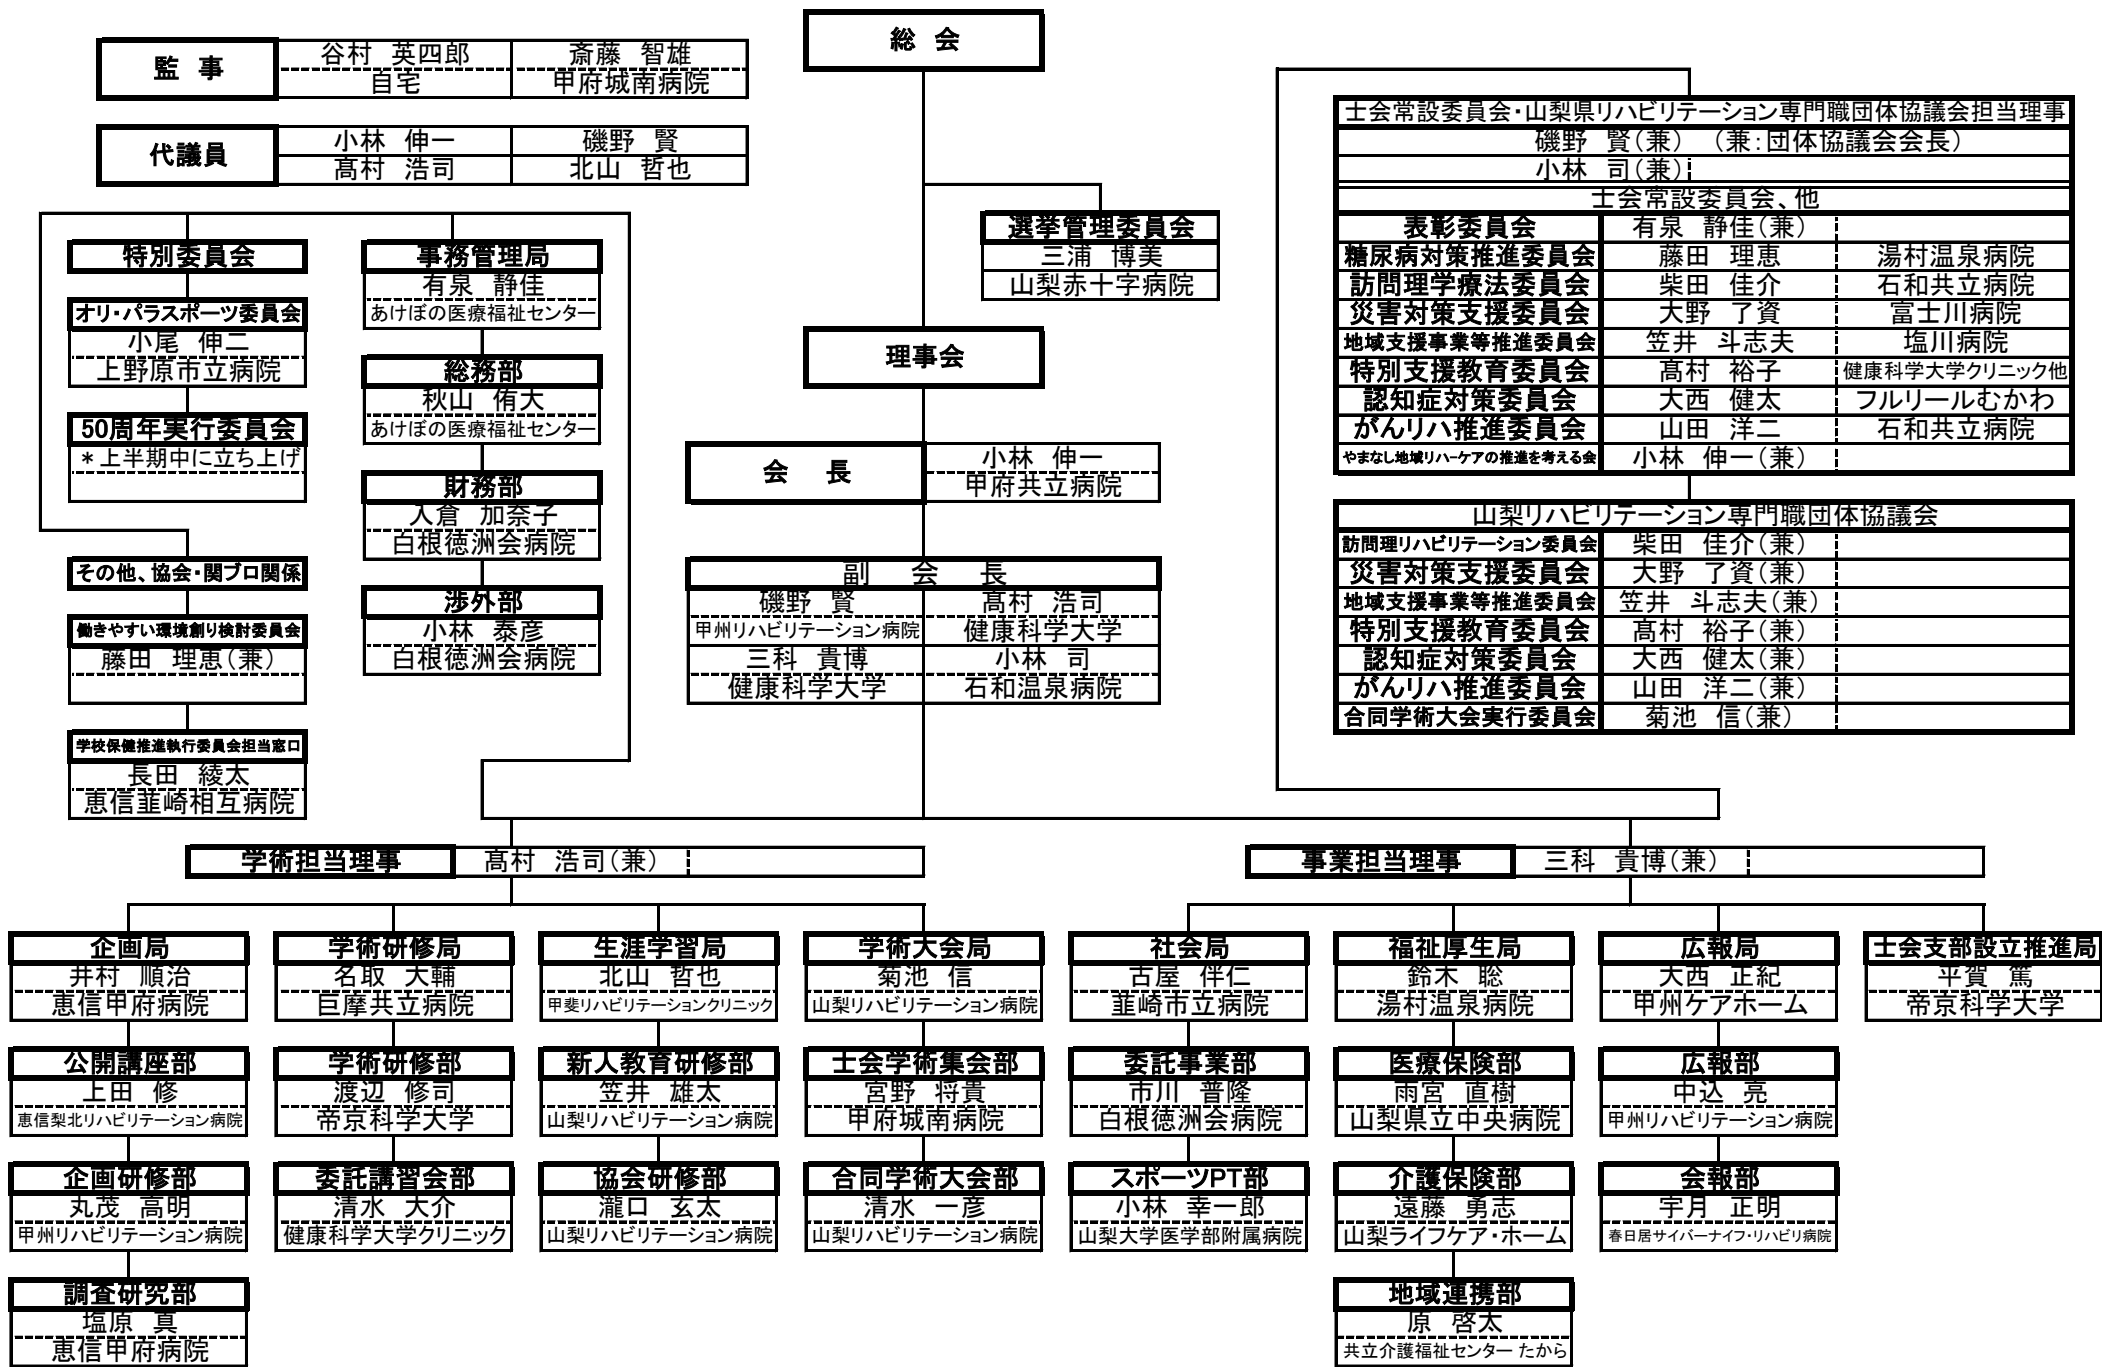 総 会
監 事
谷村 英四郎 斎藤 智雄
自宅 甲府城南病院
代議員
小林 伸一 磯野 賢
髙村 浩司 北山 哲也
選挙管理委員会
三浦 博美
山梨赤十字病院
理事会
会 長
小林 伸一
甲府共立病院
副 会 長
磯野 賢 髙村 浩司
甲州リハビリテーション病院 健康科学大学
三科 貴博 小林 司
健康科学大学 石和温泉病院
特別委員会
オリ・パラスポーツ委員会
小尾 伸二
上野原市立病院
50周年実行委員会
*上半期中に立ち上げ
その他、協会・関ブロ関係
働きやすい環境創り検討委員会
藤田 理恵(兼)
学校保健推進執行委員会担当窓口
長田 綾太
恵信韮崎相互病院
事務管理局
有泉 静佳
あけぼの医療福祉センター
総務部
秋山 侑大
あけぼの医療福祉センター
財務部
入倉 加奈子
白根徳洲会病院
渉外部
小林 泰彦
白根徳洲会病院
士会常設委員会・山梨県リハビリテーション専門職団体協議会担当理事
磯野 賢(兼) (兼:団体協議会会長)
小林 司(兼)
士会常設委員会、他
表彰委員会 有泉 静佳(兼)
糖尿病対策推進委員会 藤田 理恵 湯村温泉病院
訪問理学療法委員会 柴田 佳介 石和共立病院
災害対策支援委員会 大野 了資 富士川病院
地域支援事業等推進委員会 笠井 斗志夫 塩川病院
特別支援教育委員会 髙村 裕子 健康科学大学クリニック他
認知症対策委員会 大西 健太 フルリールむかわ
がんリハ推進委員会 山田 洋二 石和共立病院
やまなし地域リハーケアの推進を考える会 小林 伸一(兼)
山梨リハビリテーション専門職団体協議会
訪問理リハビリテーション委員会 柴田 佳介(兼)
災害対策支援委員会 大野 了資(兼)
地域支援事業等推進委員会 笠井 斗志夫(兼)
特別支援教育委員会 髙村 裕子(兼)
認知症対策委員会 大西 健太(兼)
がんリハ推進委員会 山田 洋二(兼)
合同学術大会実行委員会 菊池 信(兼)
学術担当理事 髙村 浩司(兼)
事業担当理事 三科 貴博(兼)
企画局
井村 順治
恵信甲府病院
公開講座部
上田 修
恵信梨北リハビリテーション病院
企画研修部
丸茂 高明
甲州リハビリテーション病院
調査研究部
塩原 真
恵信甲府病院
学術研修局
名取 大輔
巨摩共立病院
学術研修部
渡辺 修司
帝京科学大学
委託講習会部
清水 大介
健康科学大学クリニック
生涯学習局
北山 哲也
甲斐リハビリテーションクリニック
新人教育研修部
笠井 雄太
山梨リハビリテーション病院
協会研修部
瀧口 玄太
山梨リハビリテーション病院
学術大会局
菊池 信
山梨リハビリテーション病院
士会学術集会部
宮野 将貴
甲府城南病院
合同学術大会部
清水 一彦
山梨リハビリテーション病院
社会局
古屋 伴仁
韮崎市立病院
委託事業部
市川 普隆
白根徳洲会病院
スポーツPT部
小林 幸一郎
山梨大学医学部附属病院
福祉厚生局
鈴木 聡
湯村温泉病院
医療保険部
雨宮 直樹
山梨県立中央病院
介護保険部
遠藤 勇志
山梨ライフケア・ホーム
地域連携部
原 啓太
共立介護福祉センター たから
広報局
大西 正紀
甲州ケアホーム
広報部
中込 亮
甲州リハビリテーション病院
会報部
宇月 正明
春日居サイバーナイフ・リハビリ病院
士会支部設立推進局
平賀 篤
帝京科学大学